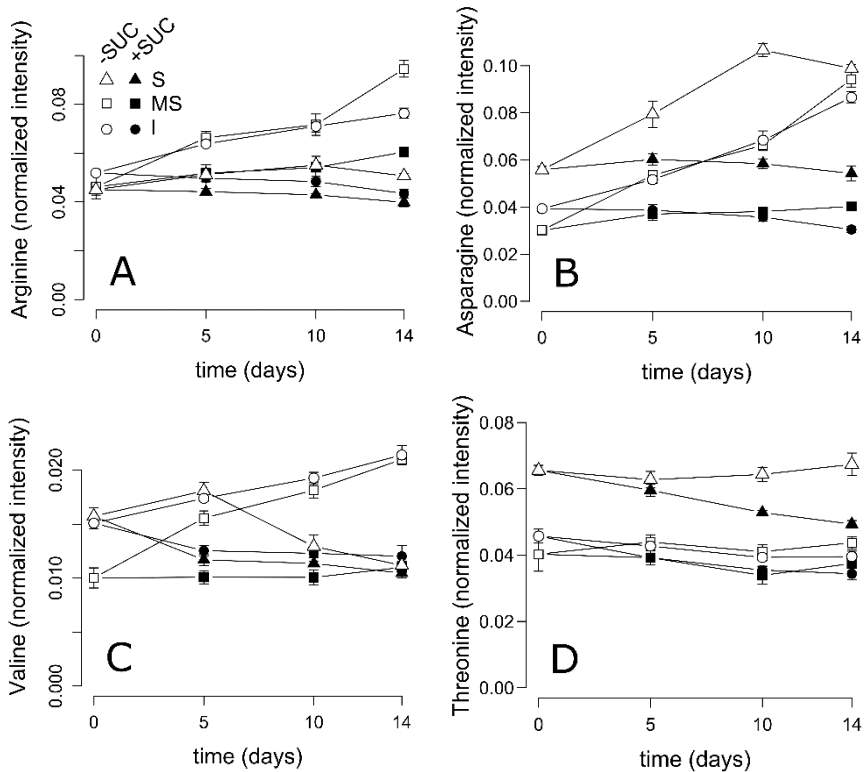 -SUC +SUC
S
MS
I
Arginine (normalized intensity)
0.00 0.04 0.08
A
0 5 10 14
time (days)
Asparagine (normalized intensity)
0.00 0.02 0.04 0.06 0.08 0.10
B
0 5 10 14
time (days)
Valine (normalized intensity)
0.000 0.010 0.020
C
0 5 10 14
time (days)
Threonine (normalized intensity)
0.00 0.02 0.04 0.06 0.08
D
0 5 10 14
time (days)